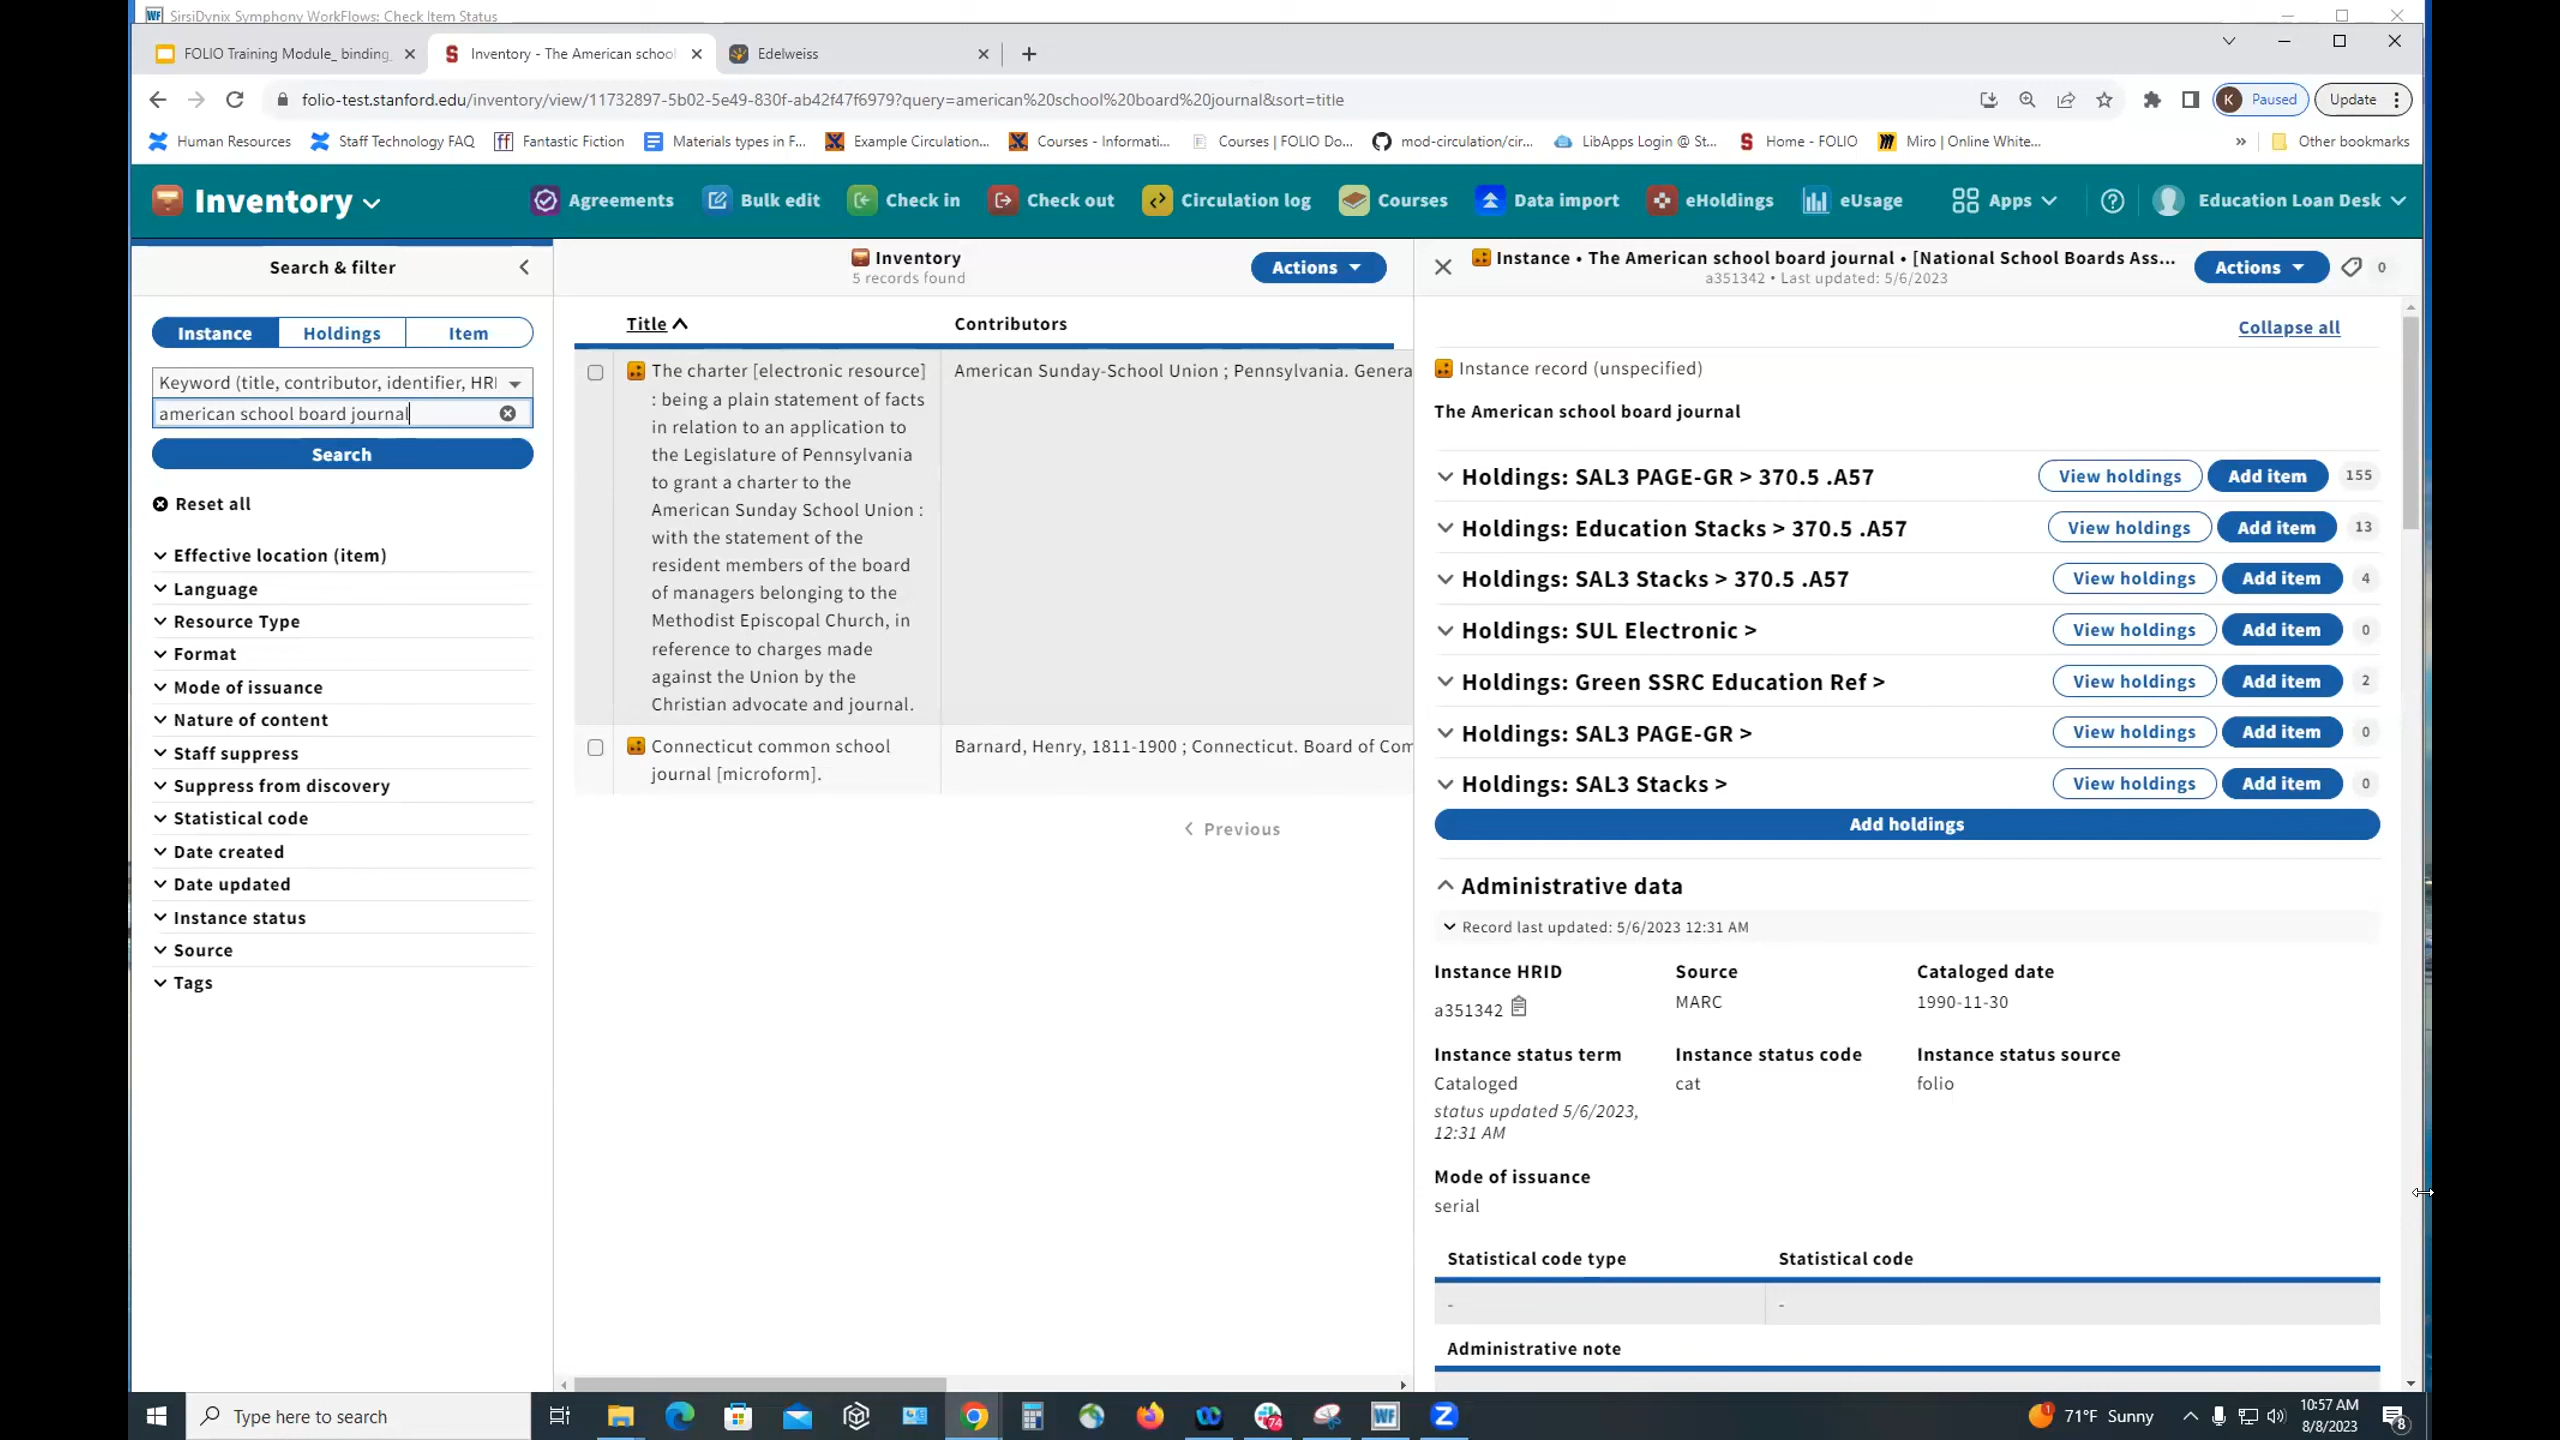 SirsiDynix Symphony WorkFlows: Check Item Status
FOLIO Training Module_ binding_
Inventory - The American school
Edelweiss
folio-test.stanford.edu/inventory/view/11732897-5b02-5e49-830f-ab42f47f6979?query=american%20school%20board%20journal&sort=title
K Paused
Update
Human Resources
Staff Technology FAQ
Fantastic Fiction
Materials types in F...
Example Circulation...
Courses - Informati...
Courses | FOLIO Do...
mod-circulation/cir...
LibApps Login @ St...
Home - FOLIO
Miro | Online White...
»
Other bookmarks
Inventory
Agreements
Bulk edit
Check in
Check out
Circulation log
Courses
Data import
eHoldings
eUsage
Apps
Education Loan Desk
Search & filter
Instance
Holdings
Item
Keyword (title, contributor, identifier, HRI
american school board journal
Search
Reset all
Effective location (item)
Language
Resource Type
Format
Mode of issuance
Nature of content
Staff suppress
Suppress from discovery
Statistical code
Date created
Date updated
Instance status
Source
Tags
Inventory
5 records found
Actions
Title
Contributors
The charter [electronic resource]
: being a plain statement of facts
in relation to an application to
the Legislature of Pennsylvania
to grant a charter to the
American Sunday School Union :
with the statement of the
resident members of the board
of managers belonging to the
Methodist Episcopal Church, in
reference to charges made
against the Union by the
Christian advocate and journal.
American Sunday-School Union ; Pennsylvania. Genera
Connecticut common school
journal [microform].
Barnard, Henry, 1811-1900 ; Connecticut. Board of Com
Previous
Instance • The American school board journal • [National School Boards Ass...
a351342 • Last updated: 5/6/2023
Actions
0
Collapse all
Instance record (unspecified)
The American school board journal
Holdings: SAL3 PAGE-GR > 370.5 .A57 View holdings Add item 155
Holdings: Education Stacks > 370.5 .A57 View holdings Add item 13
Holdings: SAL3 Stacks > 370.5 .A57 View holdings Add item 4
Holdings: SUL Electronic > View holdings Add item 0
Holdings: Green SSRC Education Ref > View holdings Add item 2
Holdings: SAL3 PAGE-GR > View holdings Add item 0
Holdings: SAL3 Stacks > View holdings Add item 0
Add holdings
Administrative data
Record last updated: 5/6/2023 12:31 AM
Instance HRID Source Cataloged date
a351342 MARC 1990-11-30
Instance status term Instance status code Instance status source
Cataloged cat folio
status updated 5/6/2023,
12:31 AM
Mode of issuance
serial
Statistical code type Statistical code
- -
Administrative note
Type here to search
74
WF
1
71°F Sunny
10:57 AM
8/8/2023
8